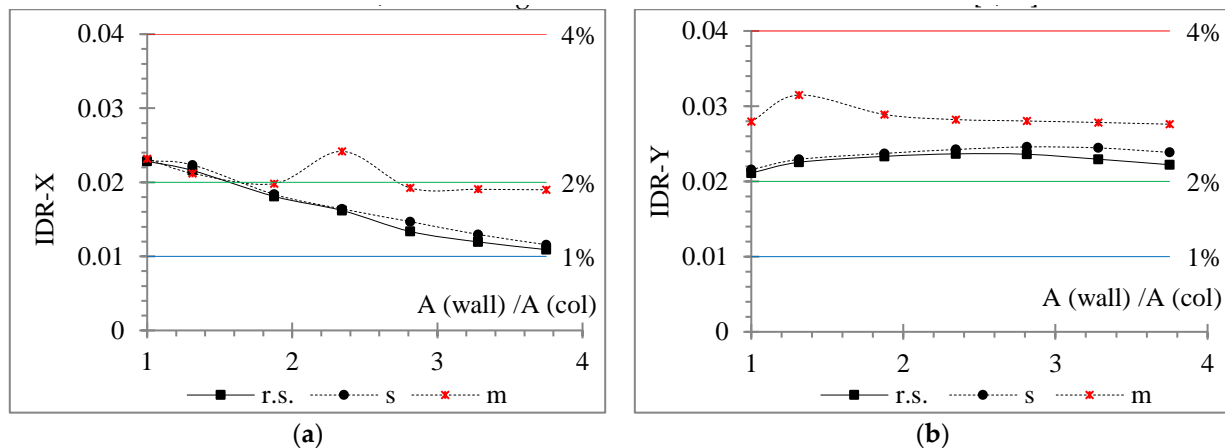 0.04
4%
0.03
0.02
2%
0.01
1%
A (wall) /A (col)
0
1
2
3
4
IDR-X
r.s.
s
m
(a)
0.04
4%
0.03
0.02
2%
0.01
1%
A (wall) /A (col)
0
1
2
3
4
IDR-Y
r.s.
s
m
(b)